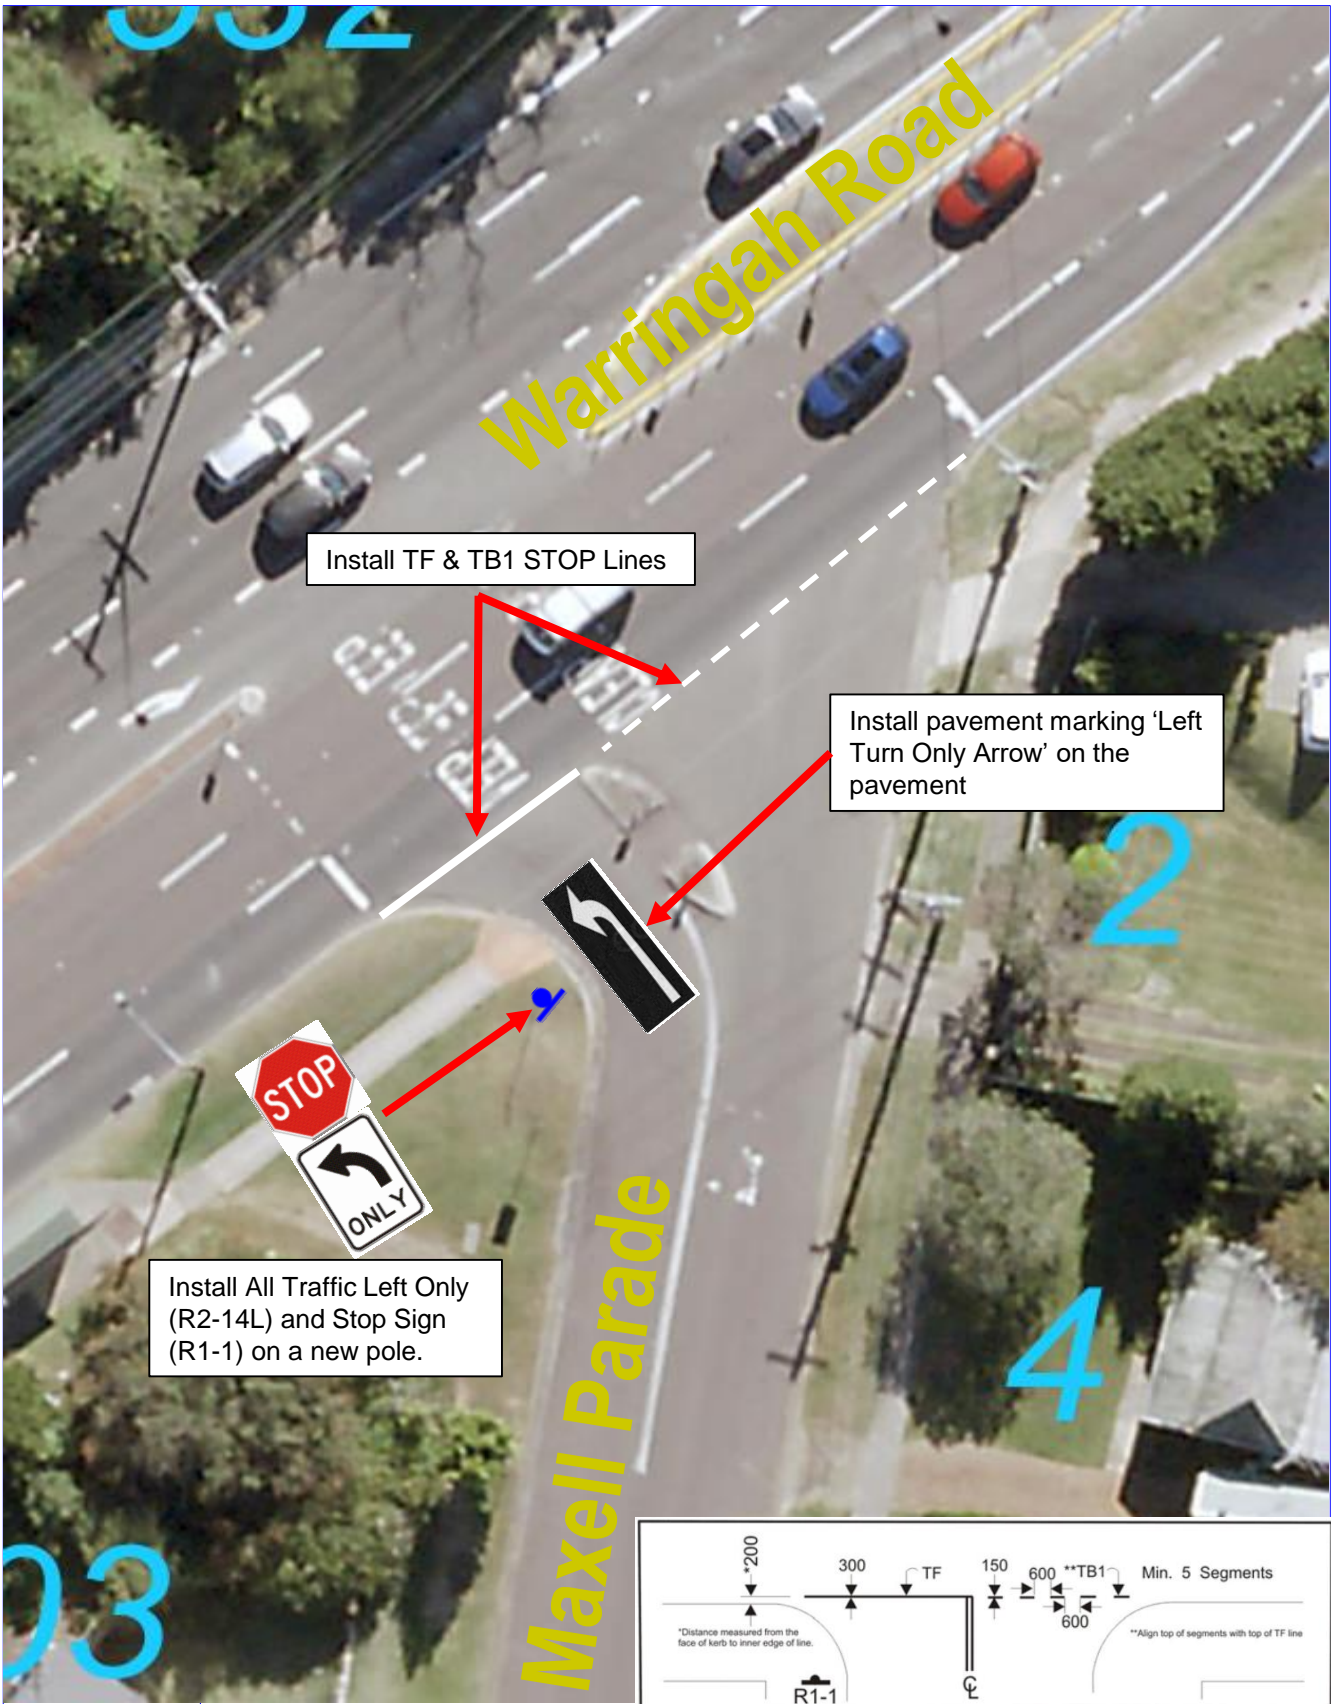 Warringah Road
Install TF & TB1 STOP Lines
Install pavement marking ‘Left
Turn Only Arrow’ on the
pavement
2
STOP
ONLY
Install All Traffic Left Only
(R2-14L) and Stop Sign
(R1-1) on a new pole.
4
Maxell Parade
*200
300
TF
150
600
**TB1
Min. 5 Segments
600
*Distance measured from the
face of kerb to inner edge of line.
**Align top of segments with top of TF line
R1-1